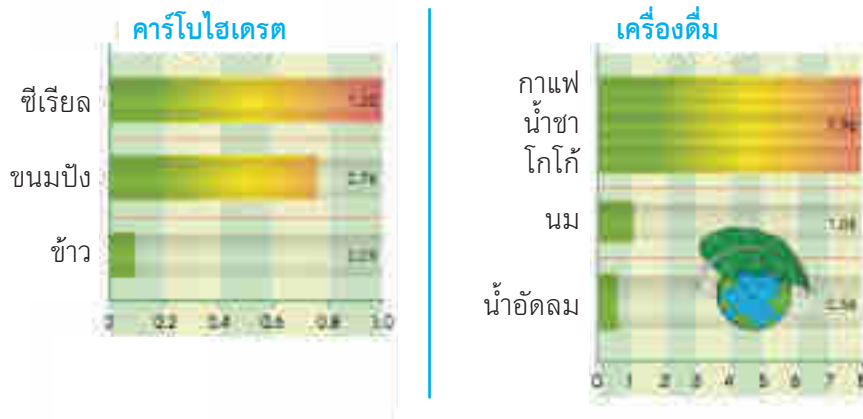 คาร์โบไฮเดรต
ซีเรียล
ขนมปัง
ข้าว
0 0.2 0.4 0.6 0.8 1.0
เครื่องดื่ม
กาแฟ
น้ำชา
โกโก้
นม
น้ำอัดลม
0 1 2 3 4 5 6 7 8